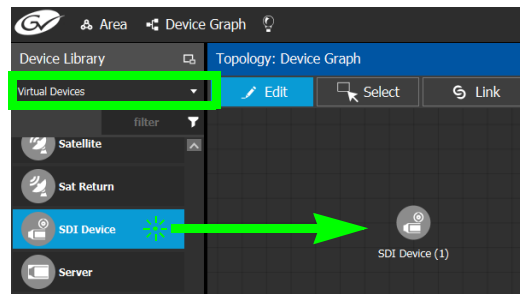 GV Area Device Graph
Device Library
Topology: Device Graph
Virtual Devices
Edit Select Link
filter
Satellite
Sat Return
SDI Device
SDI Device (1)
Server